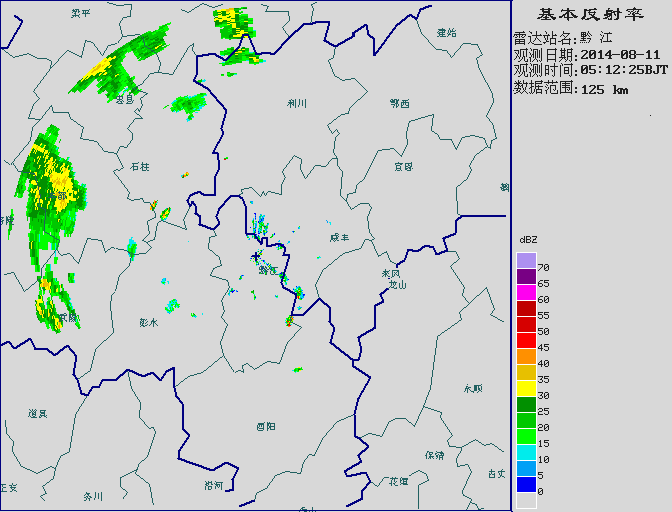 基本反射率
雷达站名:黔 江
观测日期:2014-08-11
观测时间:05:12:25BJT
数据范围:125 km
dBZ
70
65
60
55
50
45
40
35
30
25
20
15
10
5
0
梁平
建始
忠县
利川
鄂西
石柱
宣恩
咸丰
黔江
来凤
龙山
武隆
彭水
永顺
道真
酉阳
保靖
古丈
正安
务川
沿河
花垣